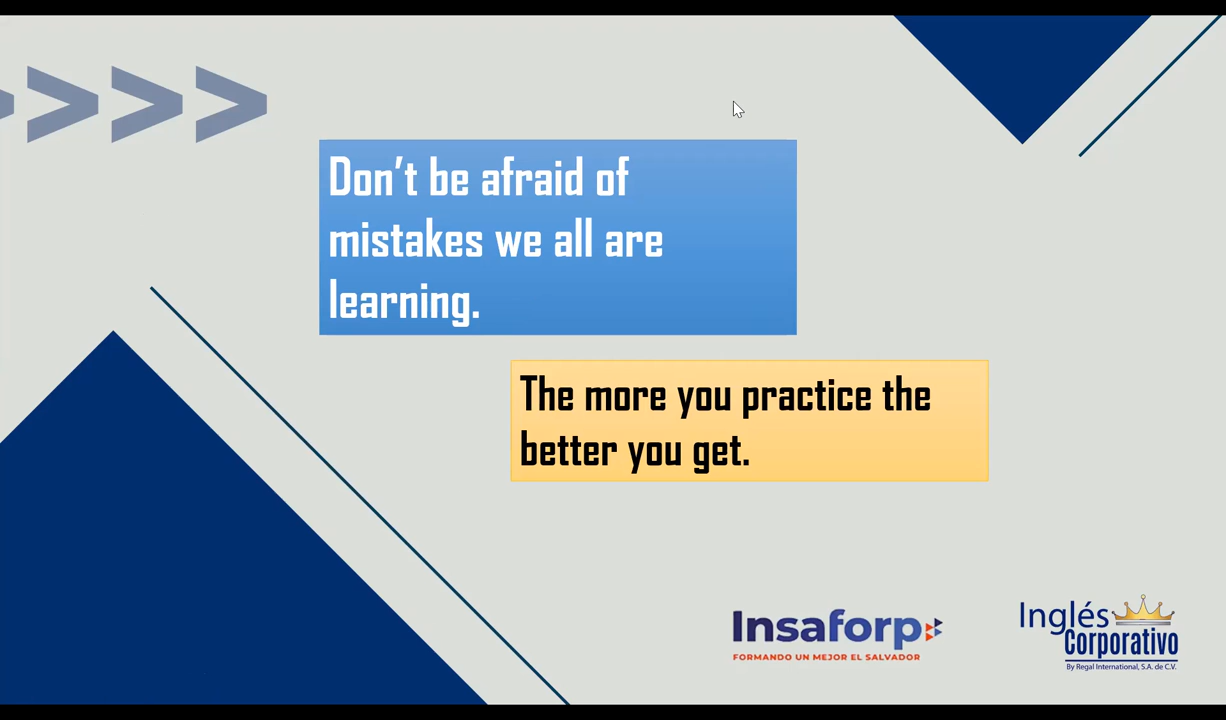 Don't be afraid of
mistakes we all are
learning.
The more you practice the
better you get.
Insaforp
FORMANDO UN MEJOR EL SALVADOR
Inglés
Corporativo
By Regal International, S.A. de C.V.